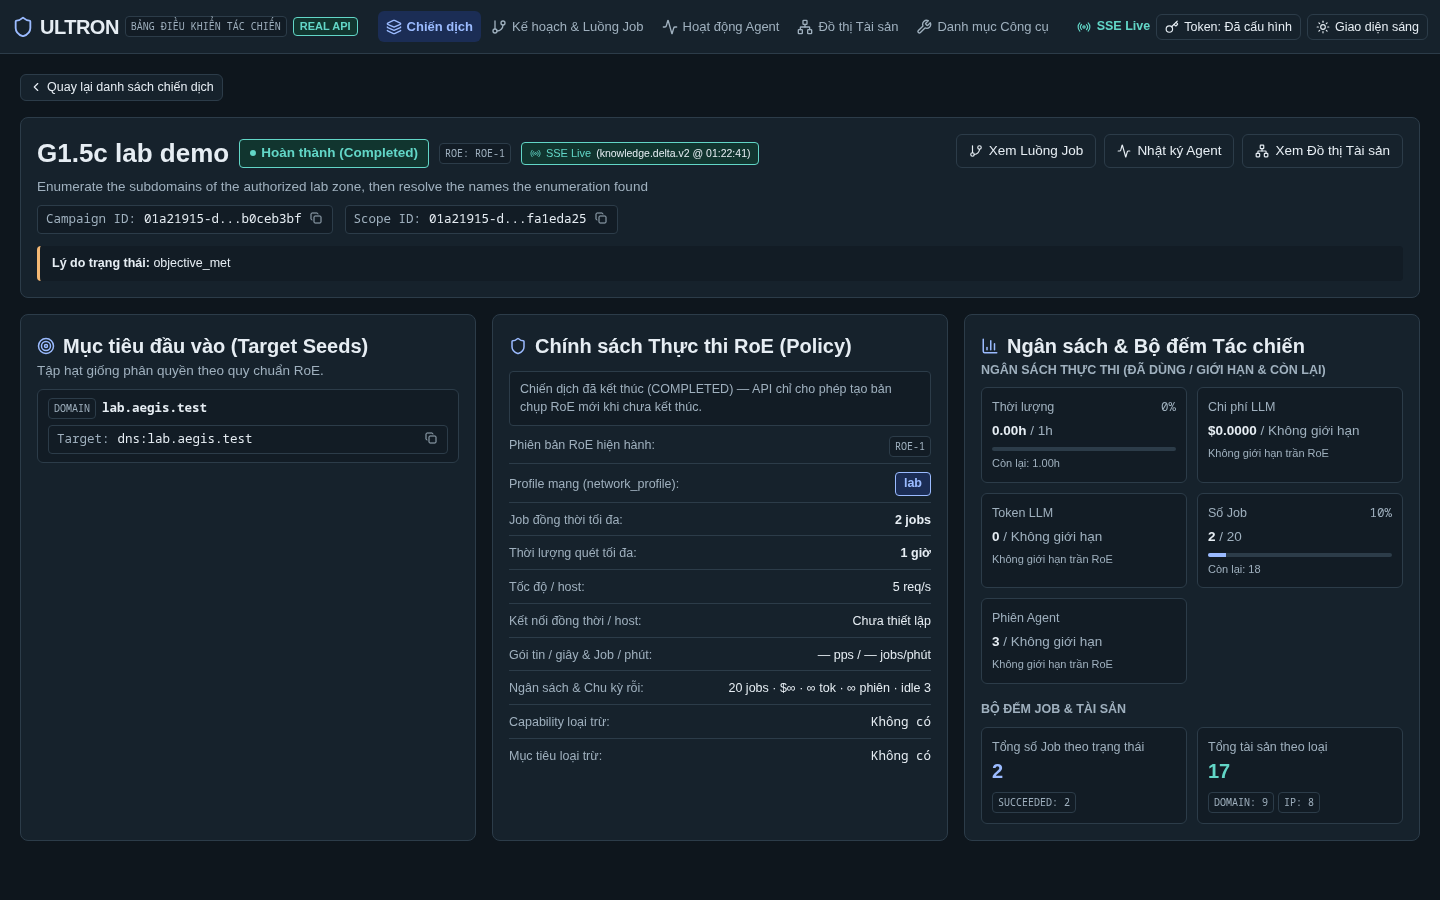 ULTRON BẢNG ĐIỀU KHIỂN TÁC CHIẾN REAL API Chiến dịch Kế hoạch & Luồng Job Hoạt động Agent Đồ thị Tài sản Danh mục Công cụ SSE Live Token: Đã cấu hình Giao diện sáng
Quay lại danh sách chiến dịch
G1.5c lab demo Hoàn thành (Completed) ROE: ROE-1 SSE Live (knowledge.delta.v2 @ 01:22:41) Xem Luồng Job Nhật ký Agent Xem Đồ thị Tài sản
Enumerate the subdomains of the authorized lab zone, then resolve the names the enumeration found
Campaign ID: 01a21915-d...b0ceb3bf Scope ID: 01a21915-d...fa1eda25
Lý do trạng thái: objective_met
Mục tiêu đầu vào (Target Seeds)
Tập hạt giống phân quyền theo quy chuẩn RoE.
DOMAIN lab.aegis.test
Target: dns:lab.aegis.test
Chính sách Thực thi RoE (Policy)
Chiến dịch đã kết thúc (COMPLETED) — API chỉ cho phép tạo bản
chụp RoE mới khi chưa kết thúc.
Phiên bản RoE hiện hành: ROE-1
Profile mạng (network_profile): lab
Job đồng thời tối đa: 2 jobs
Thời lượng quét tối đa: 1 giờ
Tốc độ / host: 5 req/s
Kết nối đồng thời / host: Chưa thiết lập
Gói tin / giây & Job / phút: — pps / — jobs/phút
Ngân sách & Chu kỳ rỗi: 20 jobs · $∞ · ∞ tok · ∞ phiên · idle 3
Capability loại trừ: Không có
Mục tiêu loại trừ: Không có
Ngân sách & Bộ đếm Tác chiến
NGÂN SÁCH THỰC THI (ĐÃ DÙNG / GIỚI HẠN & CÒN LẠI)
Thời lượng 0%
0.00h / 1h
Còn lại: 1.00h
Chi phí LLM
$0.0000 / Không giới hạn
Không giới hạn trần RoE
Token LLM
0 / Không giới hạn
Không giới hạn trần RoE
Số Job 10%
2 / 20
Còn lại: 18
Phiên Agent
3 / Không giới hạn
Không giới hạn trần RoE
BỘ ĐẾM JOB & TÀI SẢN
Tổng số Job theo trạng thái
2
SUCCEEDED: 2
Tổng tài sản theo loại
17
DOMAIN: 9 IP: 8